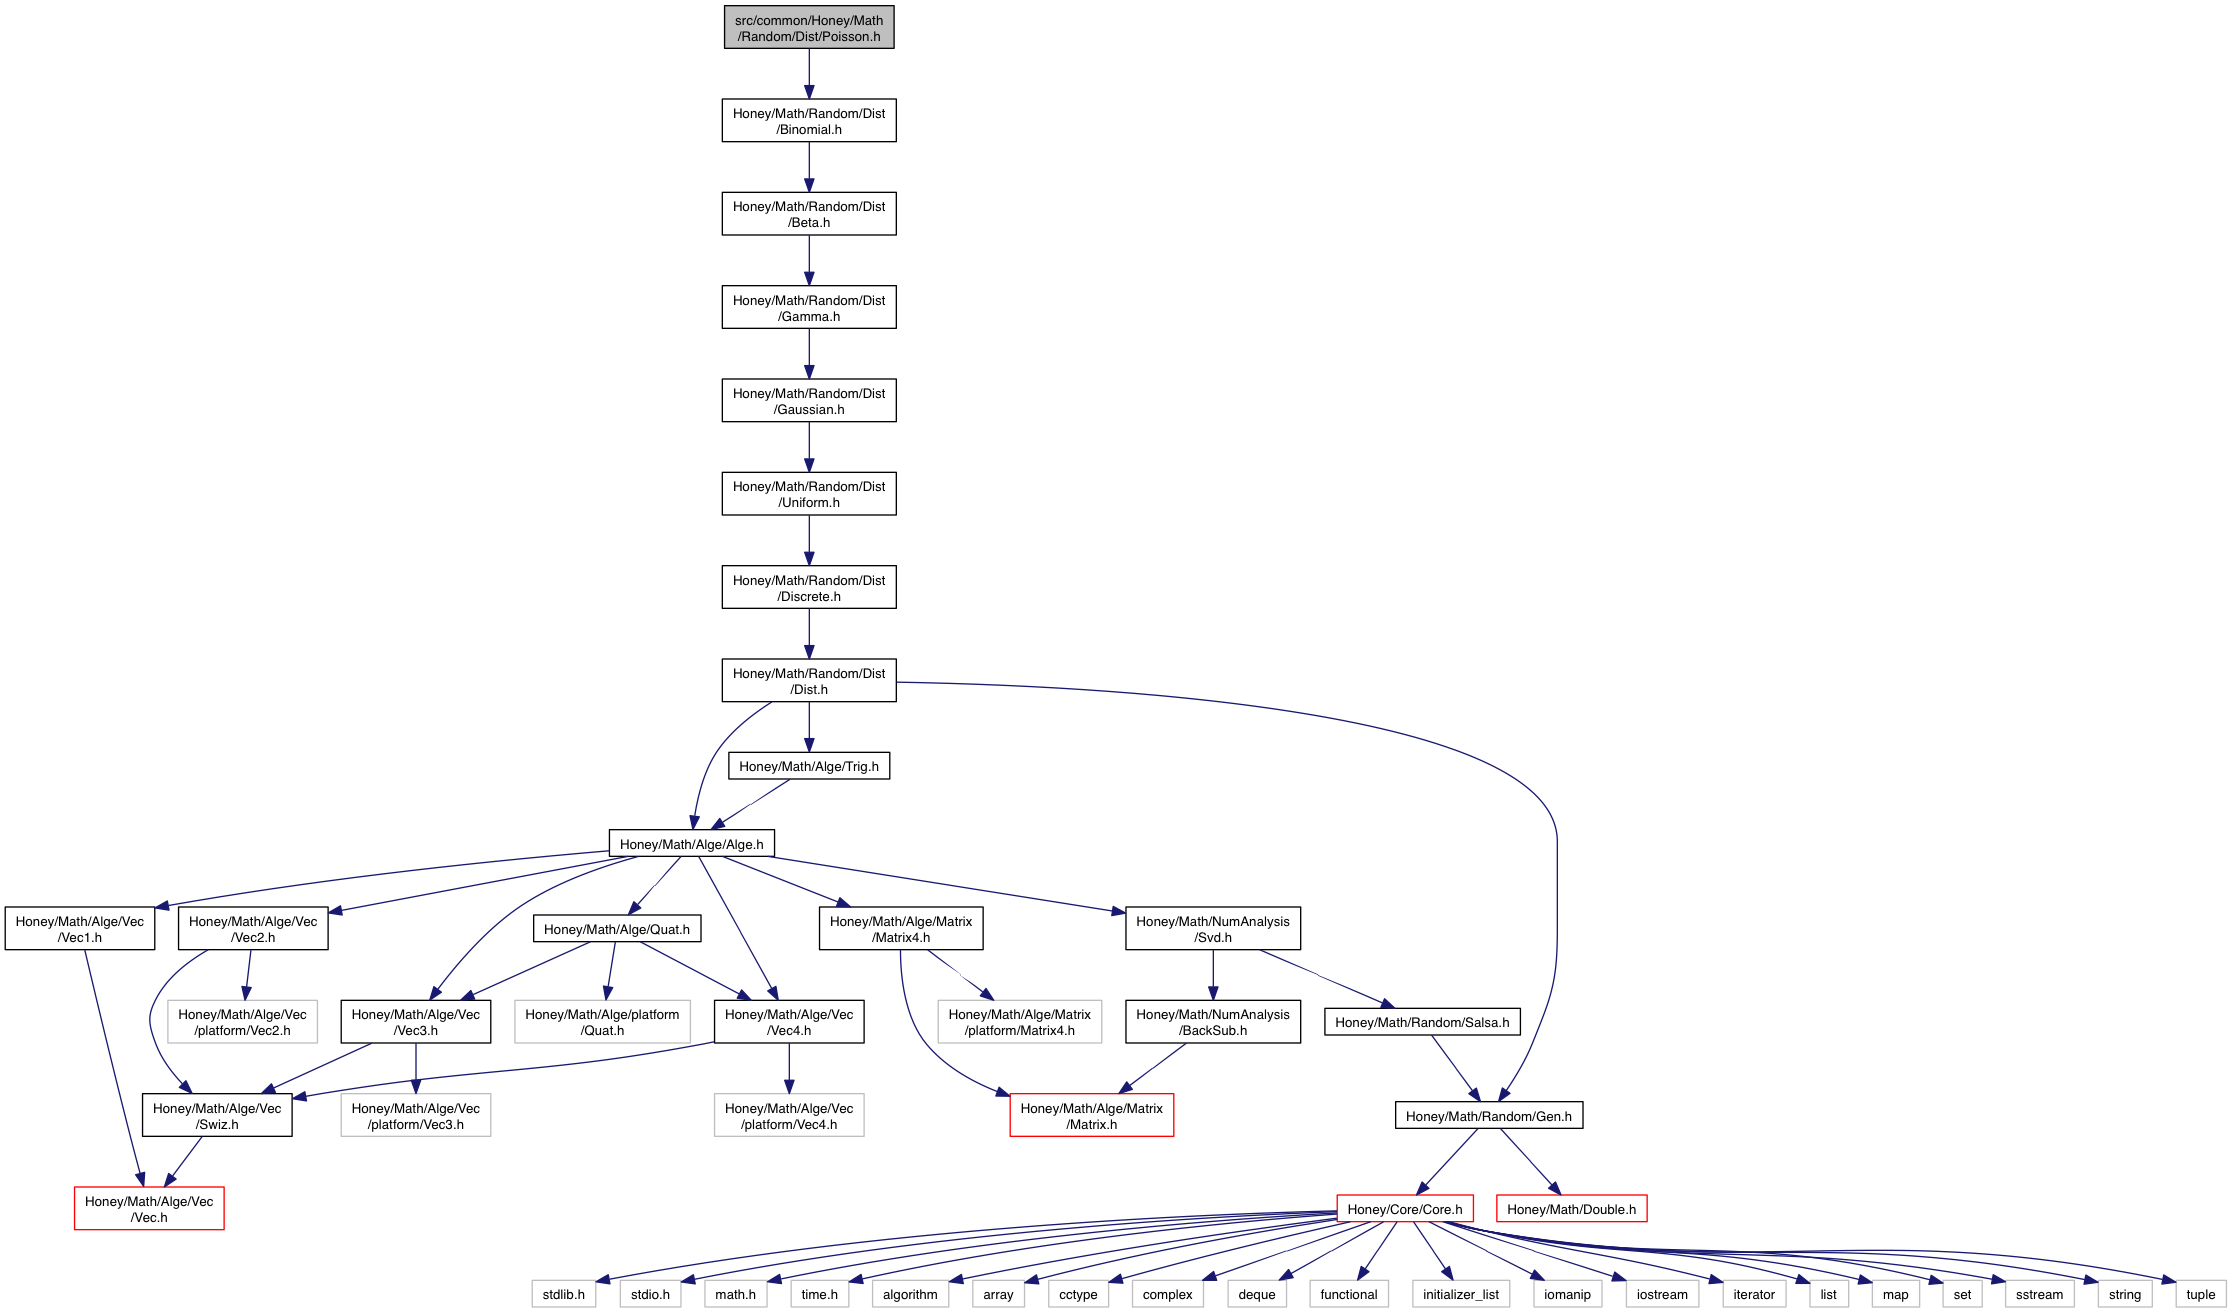 src/common/Honey/Math
/Random/Dist/Poisson.h
Honey/Math/Random/Dist
/Binomial.h
Honey/Math/Random/Dist
/Beta.h
Honey/Math/Random/Dist
/Gamma.h
Honey/Math/Random/Dist
/Gaussian.h
Honey/Math/Random/Dist
/Uniform.h
Honey/Math/Random/Dist
/Discrete.h
Honey/Math/Random/Dist
/Dist.h
Honey/Math/Alge/Trig.h
Honey/Math/Alge/Alge.h
Honey/Math/Alge/Vec
/Vec1.h
Honey/Math/Alge/Vec
/Vec2.h
Honey/Math/Alge/Quat.h
Honey/Math/Alge/Matrix
/Matrix4.h
Honey/Math/NumAnalysis
/Svd.h
Honey/Math/Alge/Vec
/platform/Vec2.h
Honey/Math/Alge/Vec
/Vec3.h
Honey/Math/Alge/platform
/Quat.h
Honey/Math/Alge/Vec
/Vec4.h
Honey/Math/Alge/Matrix
/platform/Matrix4.h
Honey/Math/NumAnalysis
/BackSub.h
Honey/Math/Random/Salsa.h
Honey/Math/Alge/Vec
/Swiz.h
Honey/Math/Alge/Vec
/platform/Vec3.h
Honey/Math/Alge/Vec
/platform/Vec4.h
Honey/Math/Alge/Matrix
/Matrix.h
Honey/Math/Random/Gen.h
Honey/Math/Alge/Vec
/Vec.h
Honey/Core/Core.h
Honey/Math/Double.h
stdlib.h
stdio.h
math.h
time.h
algorithm
array
cctype
complex
deque
functional
initializer_list
iomanip
iostream
iterator
list
map
set
sstream
string
tuple